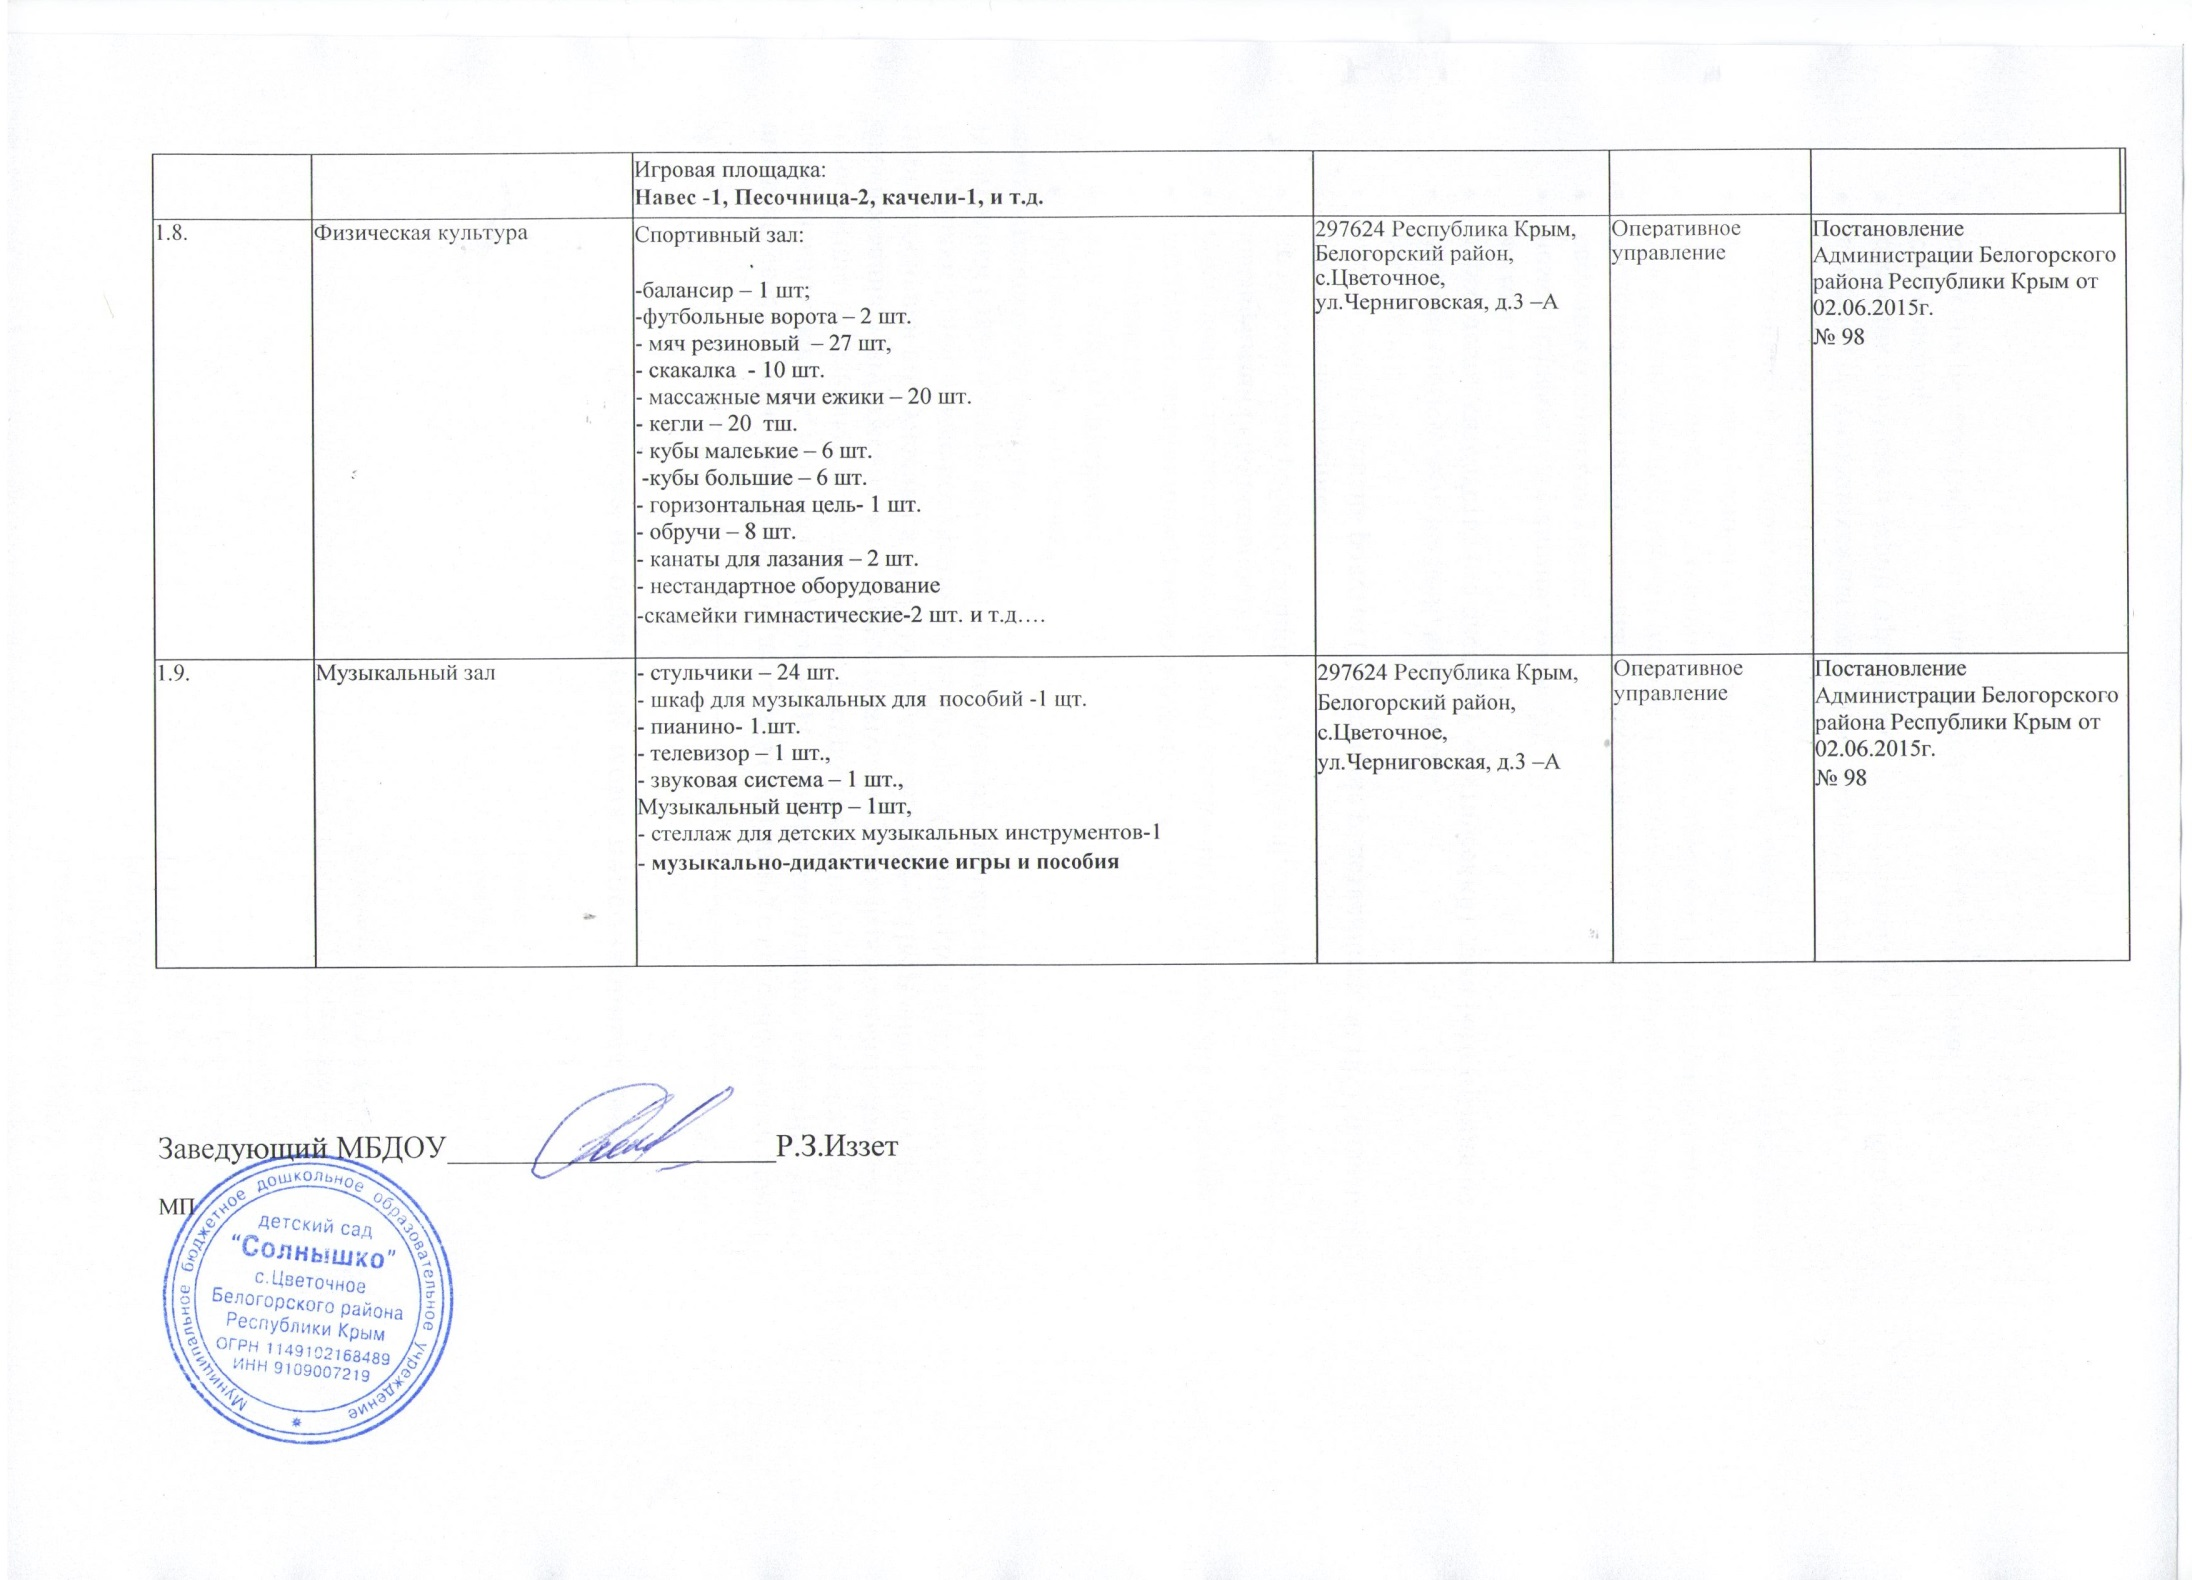 Игровая площадка:
Навес -1, Песочница-2, качели-1, и т.д.
1.8.
Физическая культура
Спортивный зал:
-балансир – 1 шт;
-футбольные ворота – 2 шт.
- мяч резиновый – 27 шт,
- скакалка - 10 шт.
- массажные мячи ежики – 20 шт.
- кегли – 20 тш.
- кубы малеькие – 6 шт.
-кубы большие – 6 шт.
- горизонтальная цель- 1 шт.
- обручи – 8 шт.
- канаты для лазания – 2 шт.
- нестандартное оборудование
-скамейки гимнастические-2 шт. и т.д….
297624 Республика Крым,
Белогорский район,
с.Цветочное,
ул.Черниговская, д.3 –А
Оперативное
управление
Постановление
Администрации Белогорского
района Республики Крым от
02.06.2015г.
№ 98
1.9.
Музыкальный зал
- стульчики – 24 шт.
- шкаф для музыкальных для пособий -1 щт.
- пианино- 1.шт.
- телевизор – 1 шт.,
- звуковая система – 1 шт.,
Музыкальный центр – 1шт,
- стеллаж для детских музыкальных инструментов-1
- музыкально-дидактические игры и пособия
297624 Республика Крым,
Белогорский район,
с.Цветочное,
ул.Черниговская, д.3 –А
Оперативное
управление
Постановление
Администрации Белогорского
района Республики Крым от
02.06.2015г.
№ 98
Заведующий МБДОУ Р.З.Иззет
МП
Муниципальное бюджетное дошкольное образовательное учреждение
детский сад
"Солнышко"
с.Цветочное
Белогорского района
Республики Крым
ОГРН 1149102168489
ИНН 9109007219